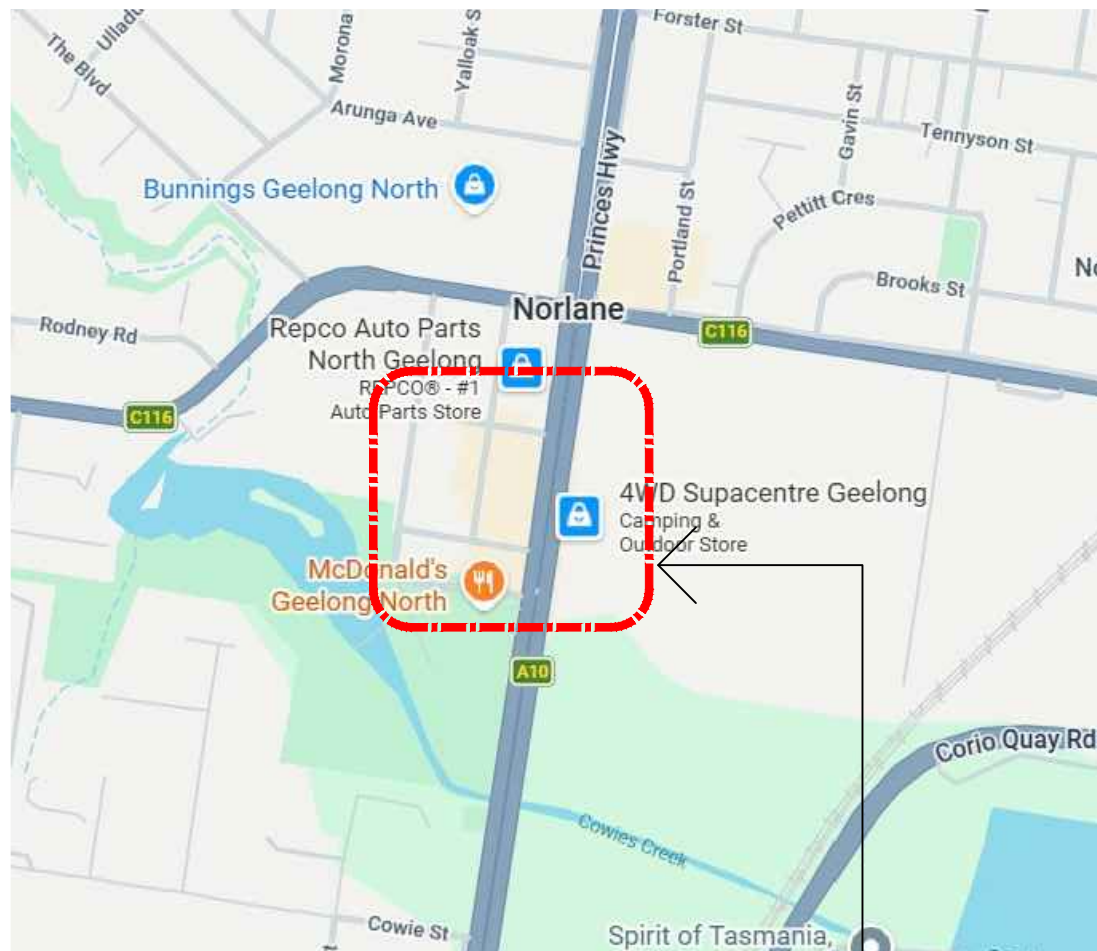 Ulladu
The Blvd
Morona
Yalloak S
Forster St
Arunga Ave
Gavin St
Tennyson St
Bunnings Geelong North
Princes Hwy
Portland St
Pettitt Cres
Brooks St
No
Norlane
Rodney Rd
Repco Auto Parts
North Geelong
REPCO® - #1
Auto Parts Store
C116
C116
4WD Supacentre Geelong
Camping &
Outdoor Store
McDonald's
Geelong North
A10
Corio Quay Rd
Cowies Creek
Cowie St
Spirit of Tasmania,